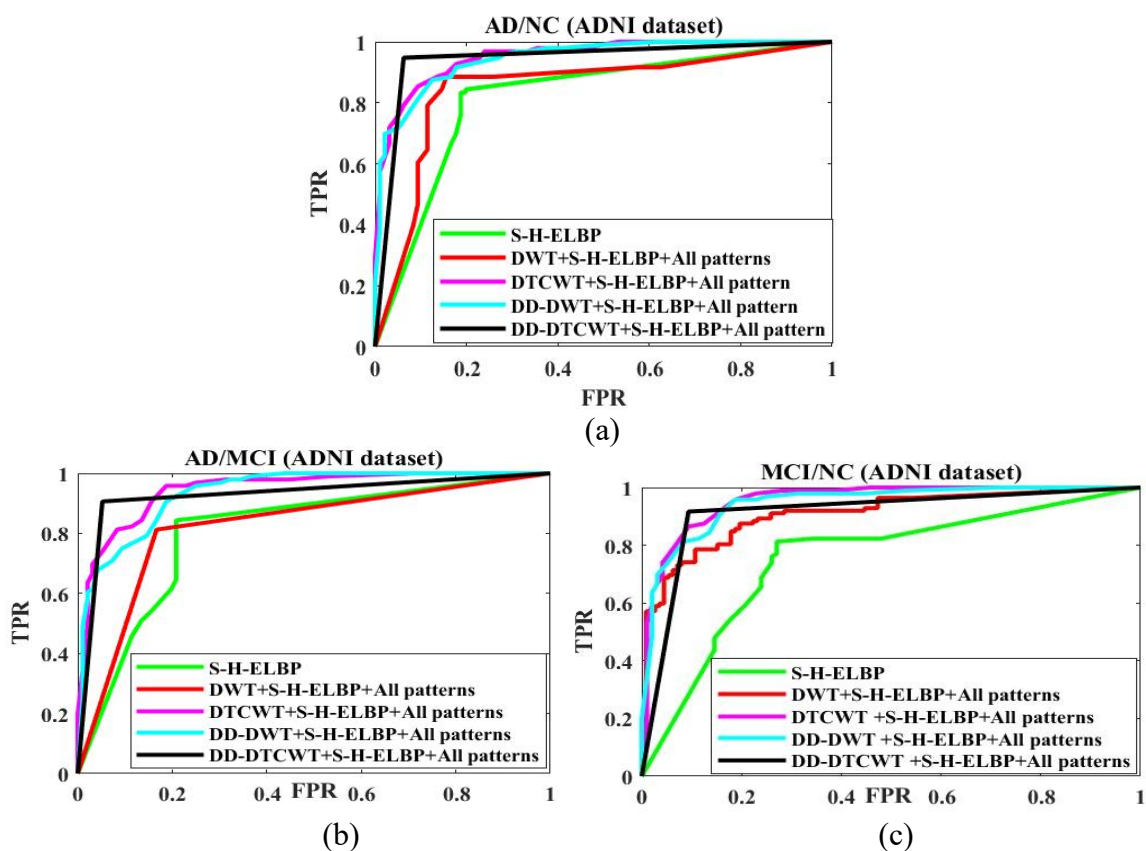 AD/NC (ADNI dataset)
1
0.8
0.6
0.4
0.2
0
TPR
S-H-ELBP
DWT+S-H-ELBP+All patterns
DTCWT+S-H-ELBP+All pattern
DD-DWT+S-H-ELBP+All pattern
DD-DTCWT+S-H-ELBP+All pattern
0 0.2 0.4 0.6 0.8 1
FPR
(a)
AD/MCI (ADNI dataset)
1
0.8
0.6
0.4
0.2
0
TPR
S-H-ELBP
DWT+S-H-ELBP+All patterns
DTCWT+S-H-ELBP+All patterns
DD-DWT+S-H-ELBP+All patterns
DD-DTCWT+S-H-ELBP+All patterns
0 0.2 0.4 0.6 0.8 1
FPR
(b)
MCI/NC (ADNI dataset)
1
0.8
0.6
0.4
0.2
0
TPR
S-H-ELBP
DWT+S-H-ELBP+All patterns
DTCWT +S-H-ELBP+All patterns
DD-DWT +S-H-ELBP+All patterns
DD-DTCWT +S-H-ELBP+All patterns
0 0.2 0.4 0.6 0.8 1
FPR
(c)